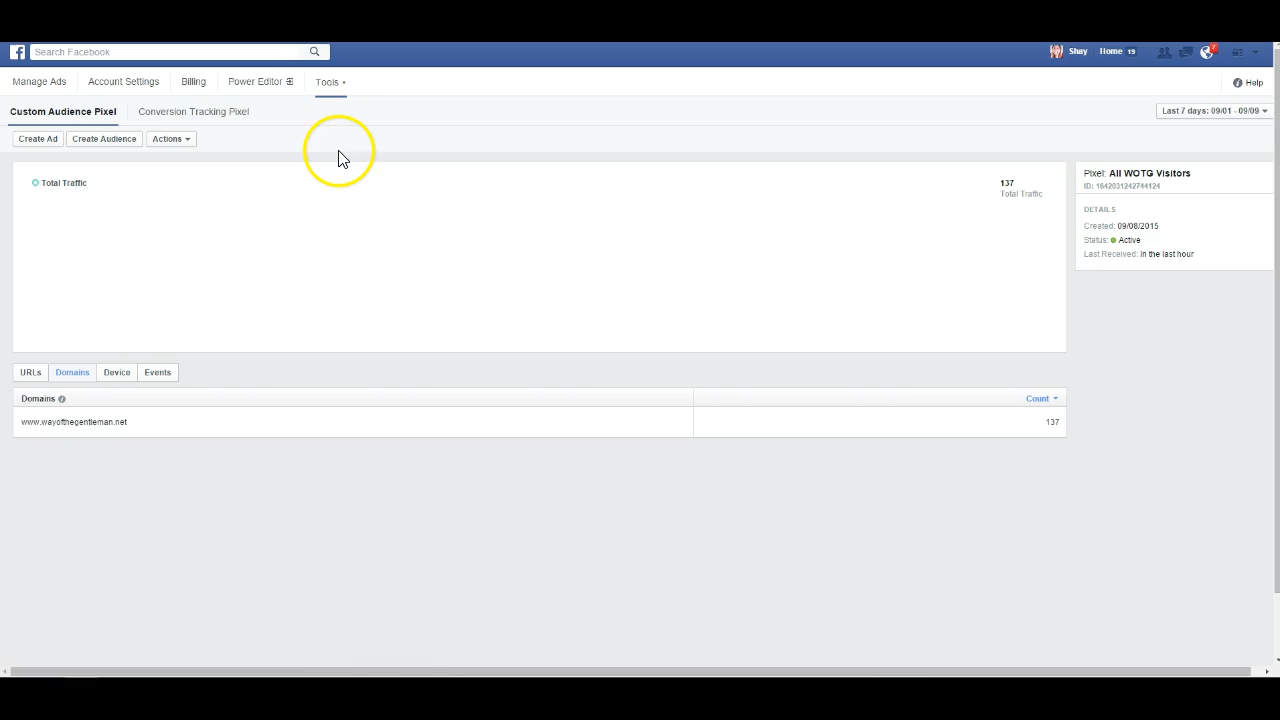 Search Facebook
Shay Home 19 7
Manage Ads Account Settings Billing Power Editor Tools
Help
Custom Audience Pixel Conversion Tracking Pixel
Last 7 days: 09/01 - 09/09
Create Ad Create Audience Actions
Total Traffic
137
Total Traffic
Pixel: All WOTG Visitors
ID: 1642031242744124
DETAILS
Created: 09/08/2015
Status: Active
Last Received: In the last hour
URLs Domains Device Events
Domains Count
www.wayofthegentleman.net 137